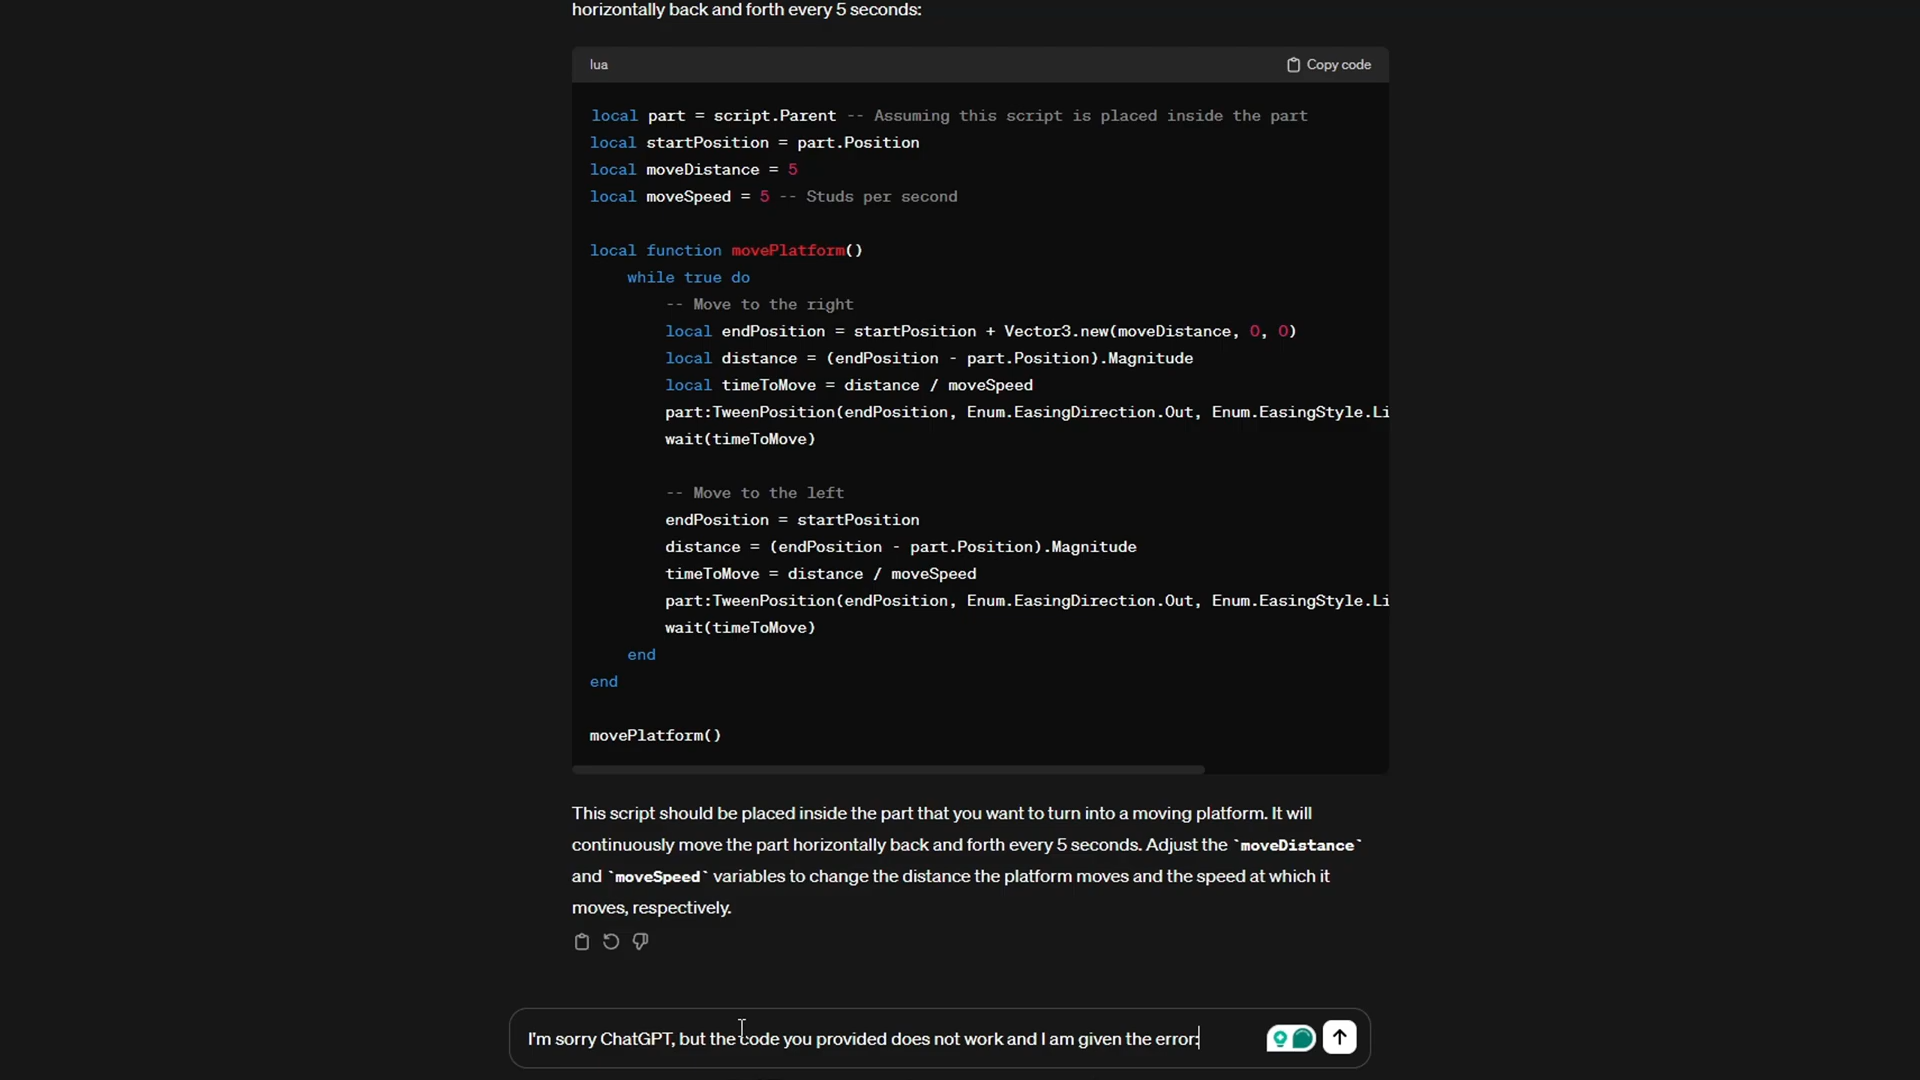 horizontally back and forth every 5 seconds:
lua
Copy code
local part = script.Parent -- Assuming this script is placed inside the part
local startPosition = part.Position
local moveDistance = 5
local moveSpeed = 5 -- Studs per second
local function movePlatform()
while true do
-- Move to the right
local endPosition = startPosition + Vector3.new(moveDistance, 0, 0)
local distance = (endPosition - part.Position).Magnitude
local timeToMove = distance / moveSpeed
part:TweenPosition(endPosition, Enum.EasingDirection.Out, Enum.EasingStyle.Li
wait(timeToMove)
-- Move to the left
endPosition = startPosition
distance = (endPosition - part.Position).Magnitude
timeToMove = distance / moveSpeed
part:TweenPosition(endPosition, Enum.EasingDirection.Out, Enum.EasingStyle.Li
wait(timeToMove)
end
end
movePlatform()
This script should be placed inside the part that you want to turn into a moving platform. It will
continuously move the part horizontally back and forth every 5 seconds. Adjust the `moveDistance`
and `moveSpeed` variables to change the distance the platform moves and the speed at which it
moves, respectively.
I'm sorry ChatGPT, but the code you provided does not work and I am given the error: